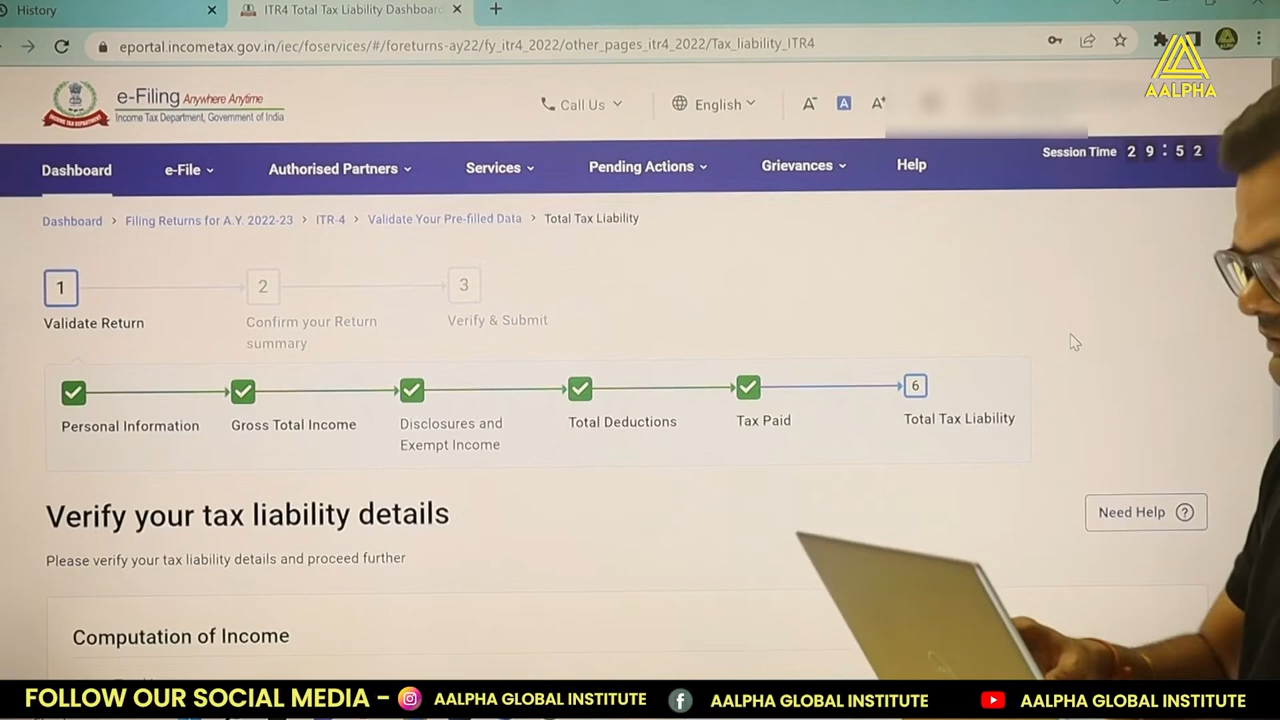 History
ITR4 Total Tax Liability Dashboard
eportal.incometax.gov.in/iec/foservices/#/foreturns-ay22/fy_itr4_2022/other_pages_itr4_2022/Tax_liability_ITR4
AALPHA
e-Filing Anywhere Anytime
Income Tax Department, Government of India
Call Us
English
A-
A
A+
Dashboard
e-File
Authorised Partners
Services
Pending Actions
Grievances
Help
Session Time 29:52
Dashboard > Filing Returns for A.Y. 2022-23 > ITR-4 > Validate Your Pre-filled Data > Total Tax Liability
1
2
3
Validate Return
Confirm your Return
summary
Verify & Submit
6
Personal Information
Gross Total Income
Disclosures and
Exempt Income
Total Deductions
Tax Paid
Total Tax Liability
Verify your tax liability details
Need Help ?
Please verify your tax liability details and proceed further
Computation of Income
FOLLOW OUR SOCIAL MEDIA - AALPHA GLOBAL INSTITUTE AALPHA GLOBAL INSTITUTE AALPHA GLOBAL INSTITUTE